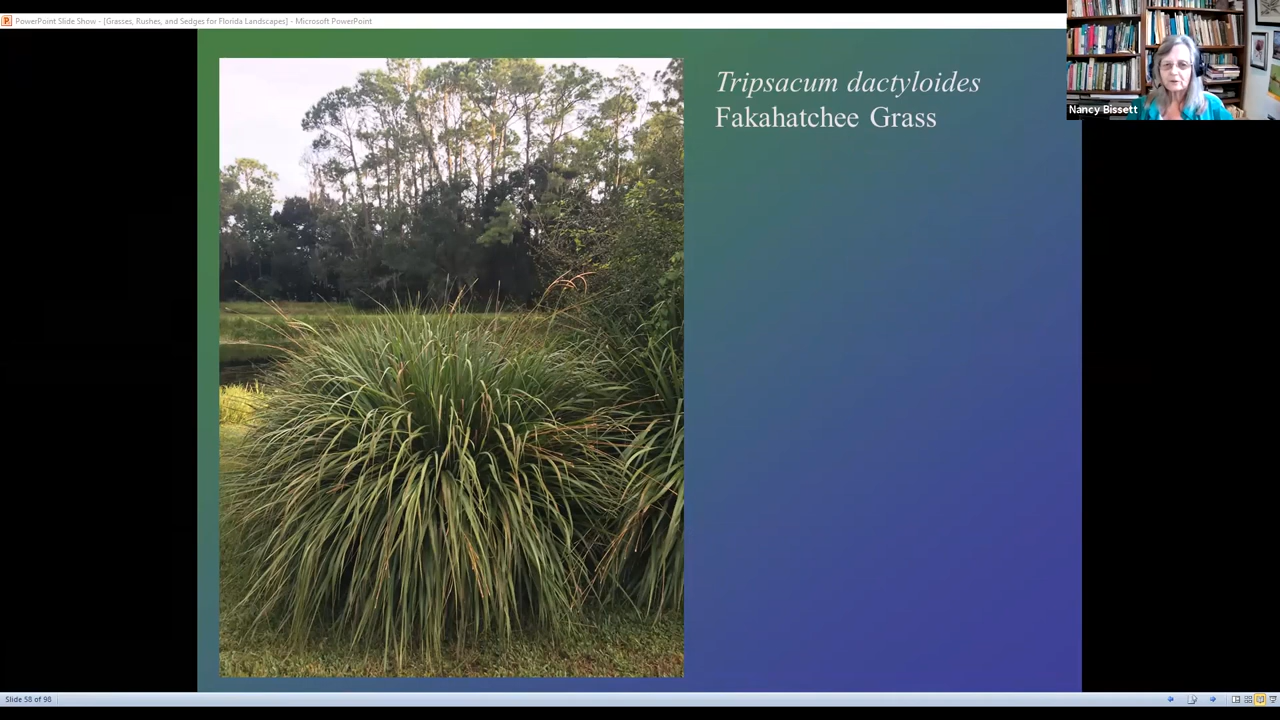 PowerPoint Slide Show - [Grasses, Rushes, and Sedges for Florida Landscapes] - Microsoft PowerPoint
Tripsacum dactyloides
Fakahatchee Grass
Nancy Bissett
Slide 58 of 98